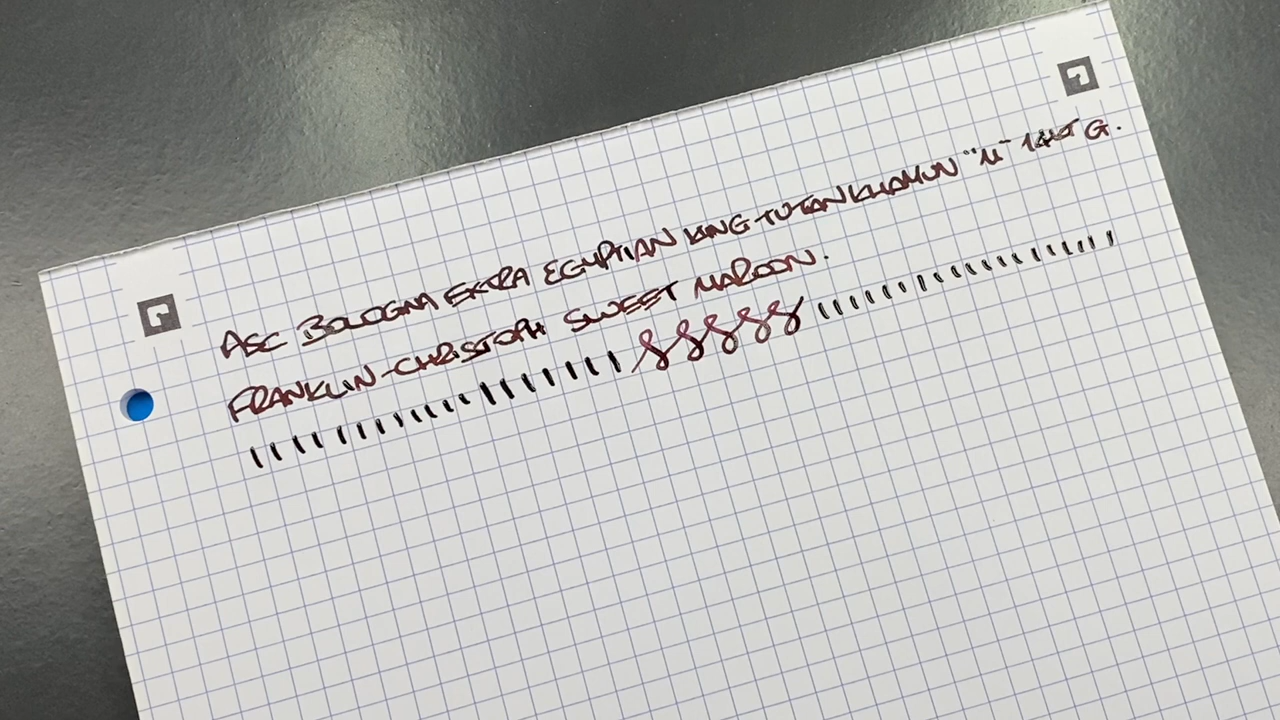 ASC BOLOGNA EXTRA EGYPTIAN KING TUTANKHAMUN "M" 14KT G.
FRANKLIN-CHRISTOPH SWEET MAROON.